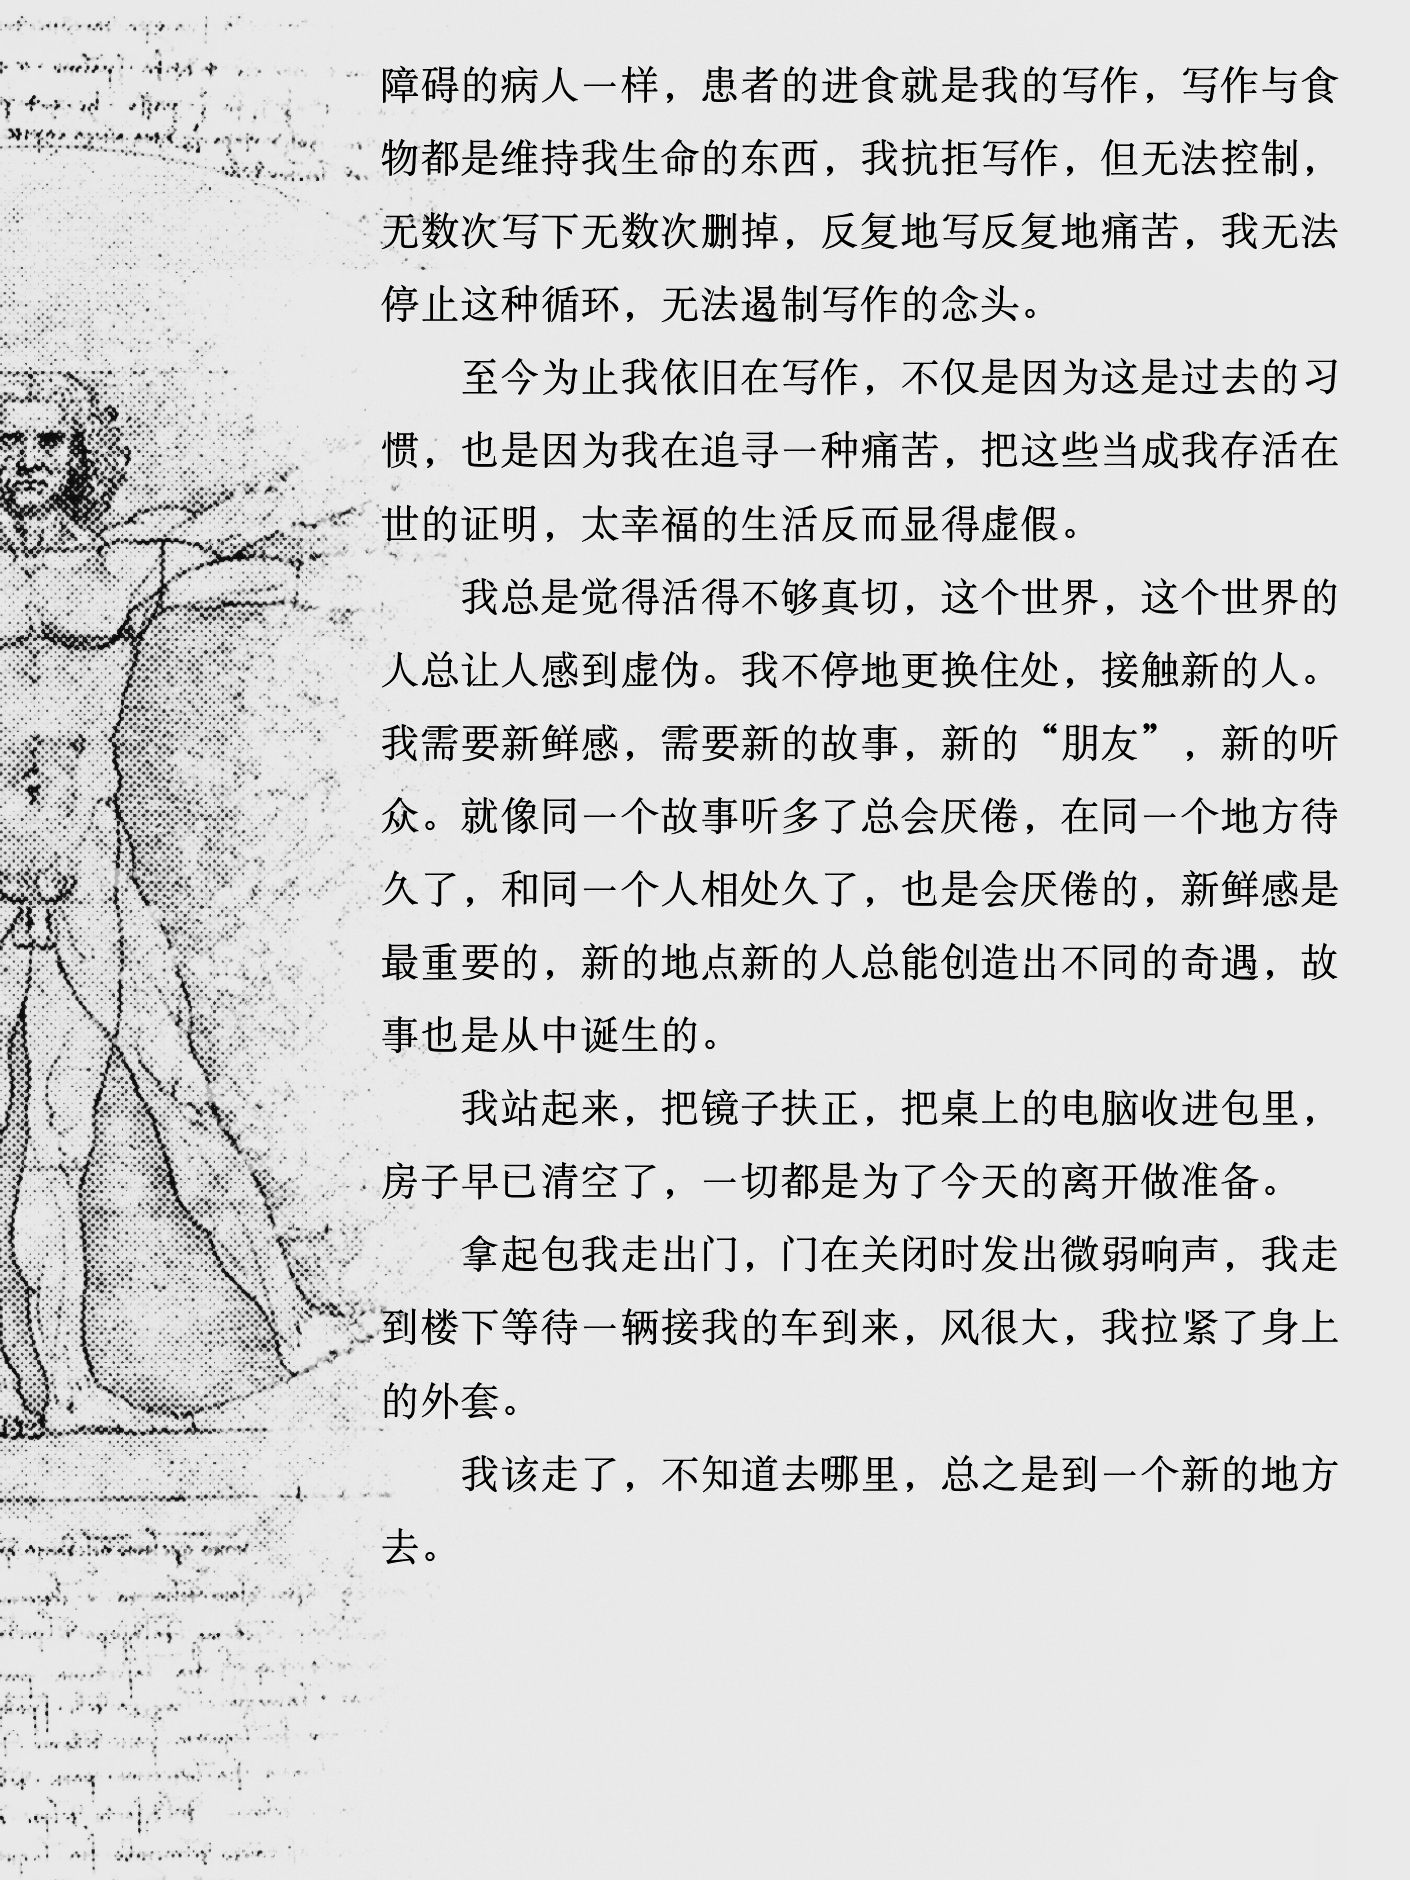 障碍的病人一样，患者的进食就是我的写作，写作与食
物都是维持我生命的东西，我抗拒写作，但无法控制，
无数次写下无数次删掉，反复地写反复地痛苦，我无法
停止这种循环，无法遏制写作的念头。
至今为止我依旧在写作，不仅是因为这是过去的习
惯，也是因为我在追寻一种痛苦，把这些当成我存活在
世的证明，太幸福的生活反而显得虚假。
我总是觉得活得不够真切，这个世界，这个世界的
人总让人感到虚伪。我不停地更换住处，接触新的人。
我需要新鲜感，需要新的故事，新的“朋友”，新的听
众。就像同一个故事听多了总会厌倦，在同一个地方待
久了，和同一个人相处久了，也是会厌倦的，新鲜感是
最重要的，新的地点新的人总能创造出不同的奇遇，故
事也是从中诞生的。
我站起来，把镜子扶正，把桌上的电脑收进包里，
房子早已清空了，一切都是为了今天的离开做准备。
拿起包我走出门，门在关闭时发出微弱响声，我走
到楼下等待一辆接我的车到来，风很大，我拉紧了身上
的外套。
我该走了，不知道去哪里，总之是到一个新的地方
去。